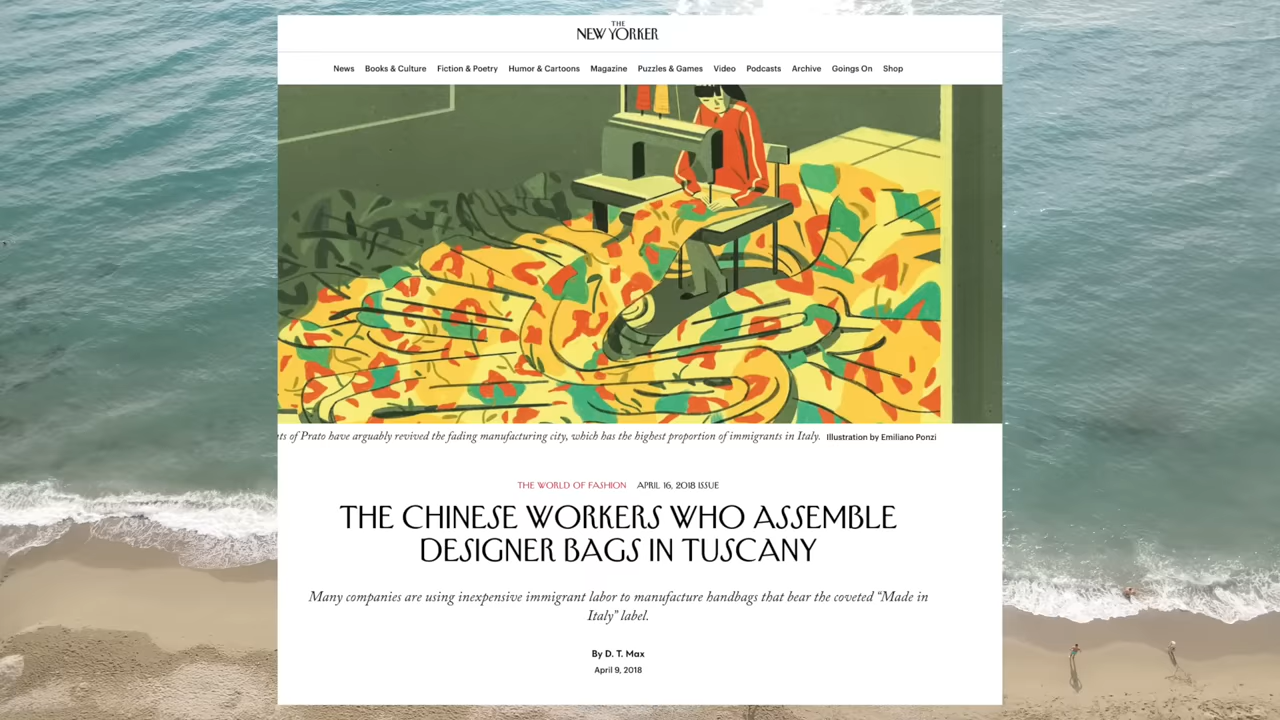 THE
NEW YORKER
News Books & Culture Fiction & Poetry Humor & Cartoons Magazine Puzzles & Games Video Podcasts Archive Goings On Shop
of Prato have arguably revived the fading manufacturing city, which has the highest proportion of immigrants in Italy. Illustration by Emiliano Ponzi
THE WORLD OF FASHION APRIL 16, 2018 ISSUE
THE CHINESE WORKERS WHO ASSEMBLE
DESIGNER BAGS IN TUSCANY
Many companies are using inexpensive immigrant labor to manufacture handbags that bear the coveted “Made in
Italy” label.
By D. T. Max
April 9, 2018